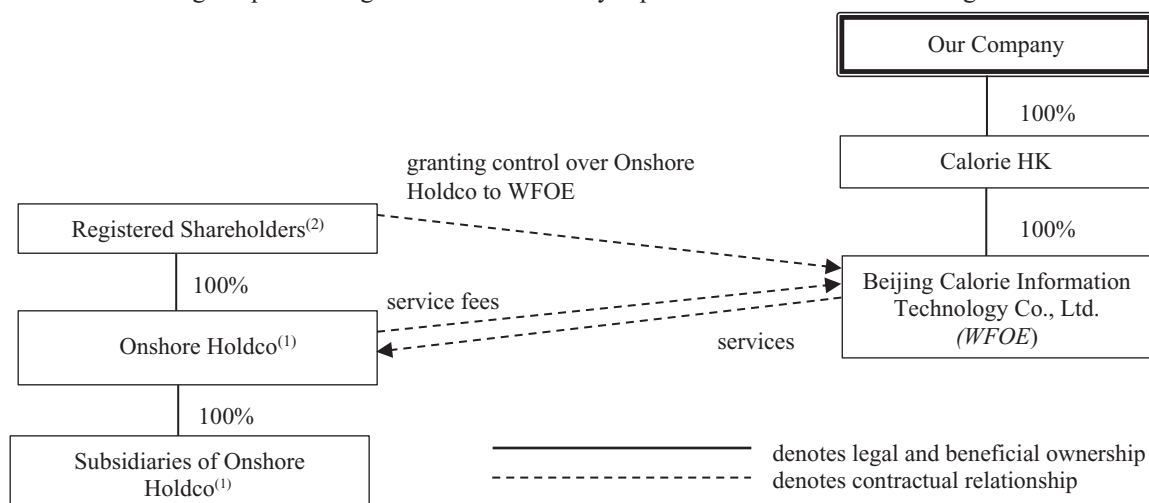 Our Company
100%
granting control over Onshore
Holdco to WFOE
Calorie HK
Registered Shareholders(2)
100%
100%
Beijing Calorie Information
Technology Co., Ltd.
(WFOE)
service fees
Onshore Holdco(1)
services
100%
Subsidiaries of Onshore
Holdco(1)
denotes legal and beneficial ownership
denotes contractual relationship